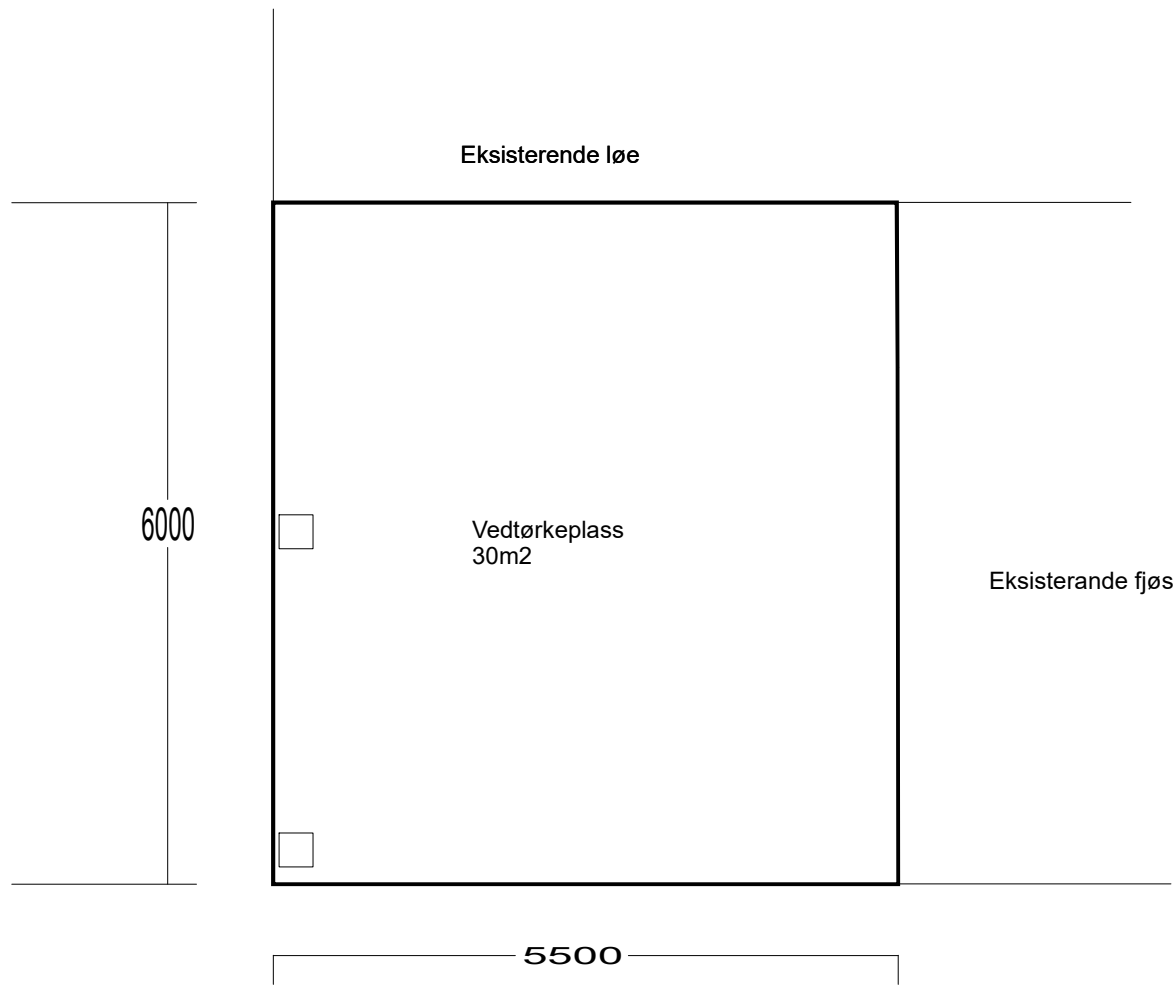 Eksisterende løe
6000
Vedtørkeplass
30m2
Eksisterande fjøs
5500